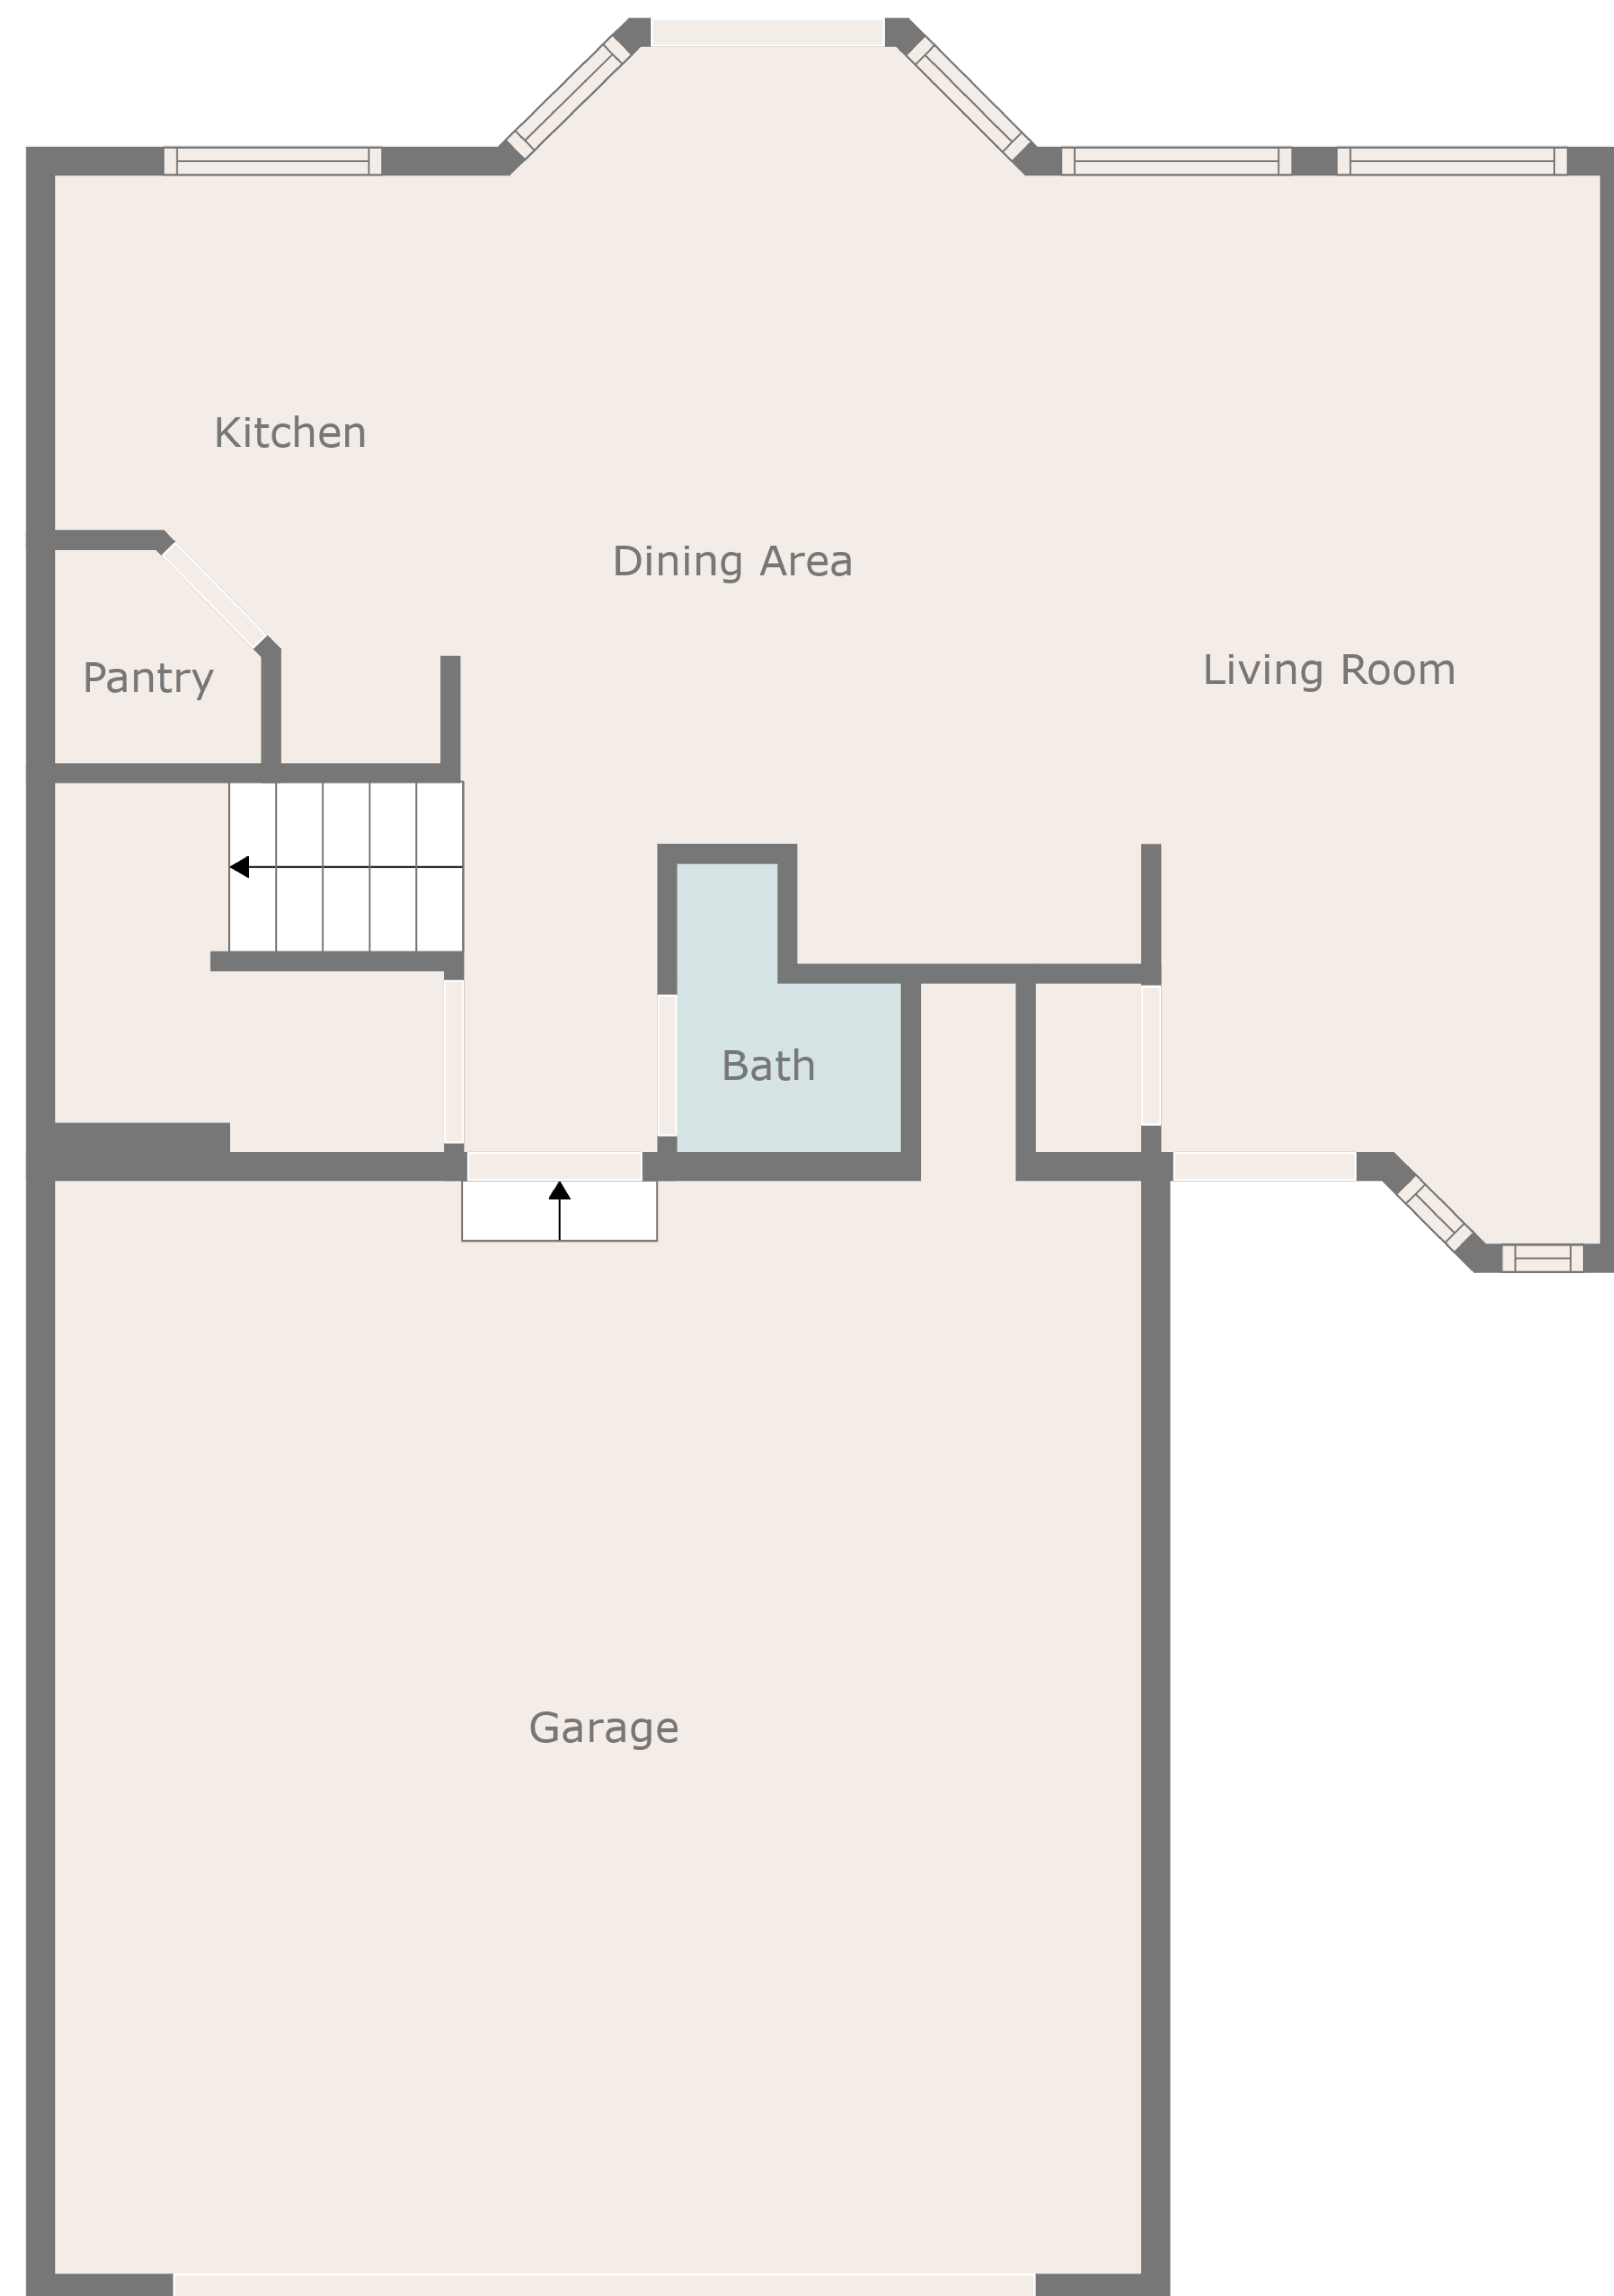 Kitchen
Dining Area
Living Room
Pantry
Bath
Garage